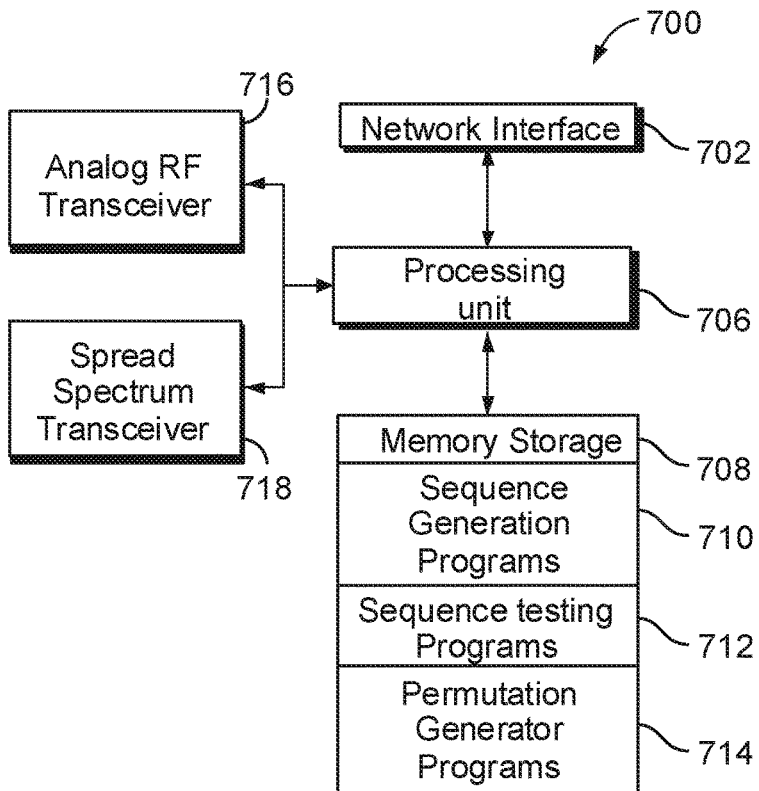 700
716
Analog RF
Transceiver
Network Interface
702
Processing
unit
706
Spread
Spectrum
Transceiver
718
Memory Storage
708
Sequence
Generation
Programs
710
Sequence testing
Programs
712
Permutation
Generator
Programs
714